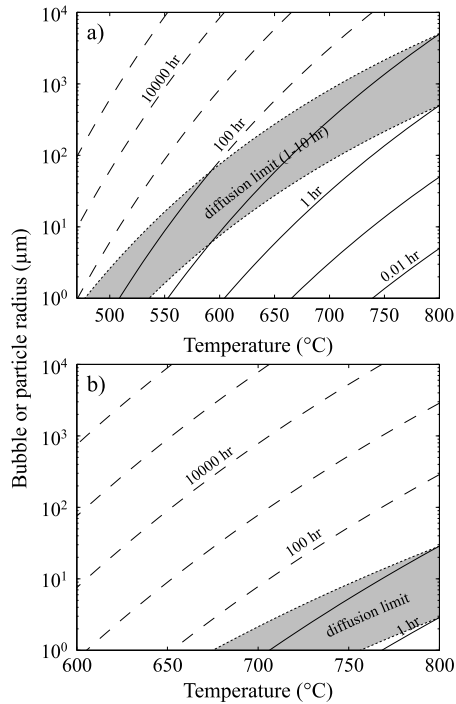 a)
10⁴
10³
10²
10¹
10⁰
10000 hr
100 hr
diffusion limit (1-10 hr)
1 hr
0.01 hr
500 550 600 650 700 750 800
Temperature (°C)
Bubble or particle radius (μm)
b)
10⁴
10³
10²
10¹
10⁰
10000 hr
100 hr
diffusion limit
1 hr
600 650 700 750 800
Temperature (°C)